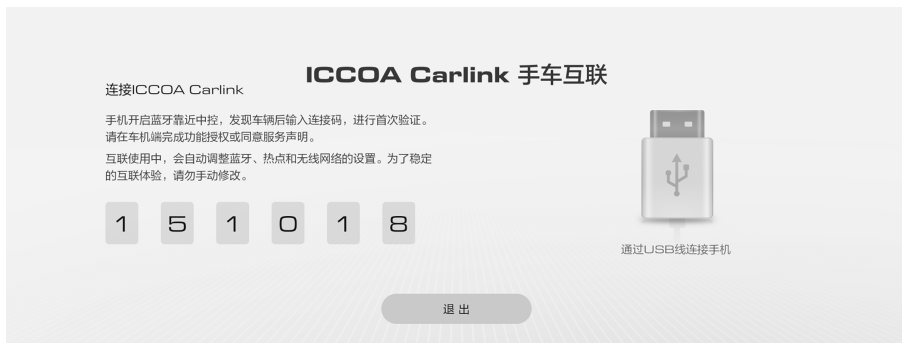 ICCOA Carlink 手车互联
连接ICCOA Carlink
手机开启蓝牙靠近中控，发现车辆后输入连接码，进行首次验证。
请在车机端完成功能授权或同意服务声明。
互联使用中，会自动调整蓝牙、热点和无线网络的设置。为了稳定
的互联体验，请勿手动修改。
1 5 1 0 1 8
通过USB线连接手机
退出